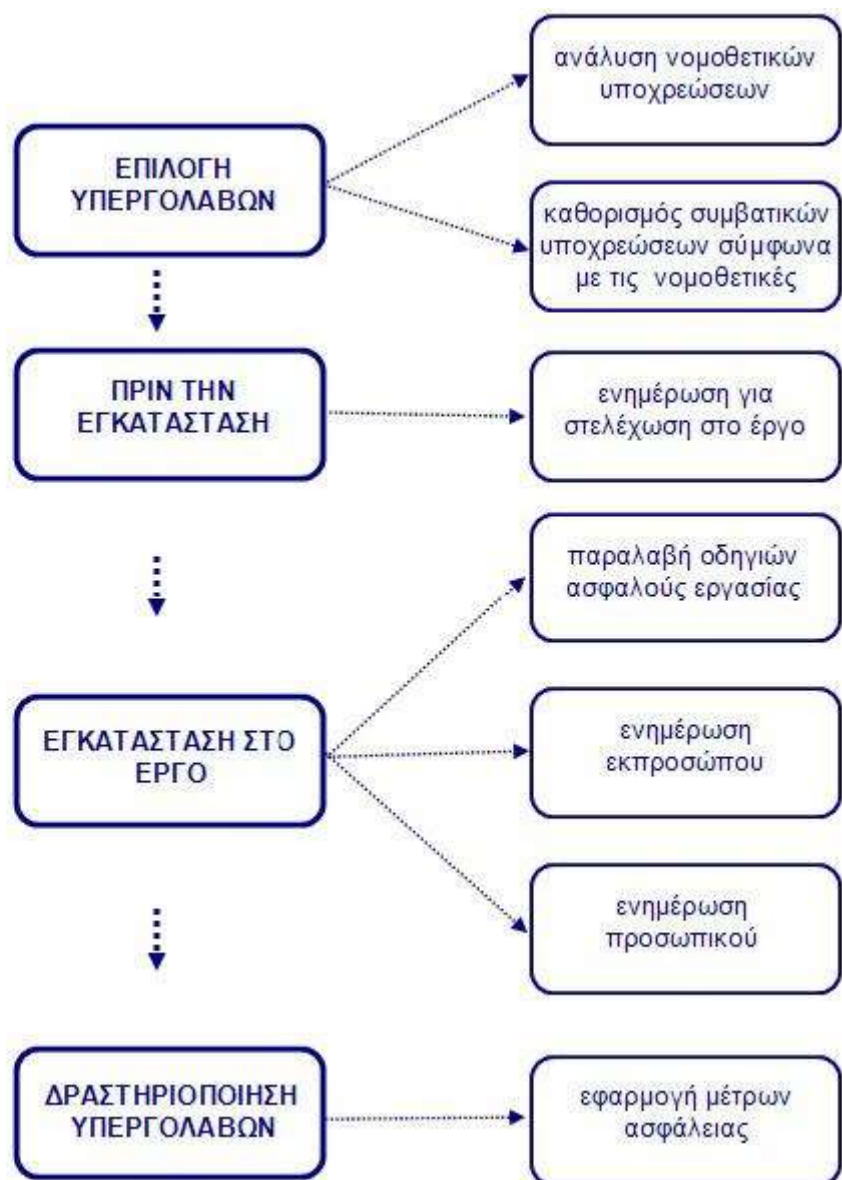 ανάλυση νομοθετικών
υποχρεώσεων
ΕΠΙΛΟΓΗ
ΥΠΕΡΓΟΛΑΒΩΝ
καθορισμός συμβατικών
υποχρεώσεων σύμφωνα
με τις νομοθετικές
ΠΡΙΝ ΤΗΝ
ΕΓΚΑΤΑΣΤΑΣΗ
ενημέρωση για
στελέχωση στο έργο
παραλαβή οδηγιών
ασφαλούς εργασίας
ΕΓΚΑΤΑΣΤΑΣΗ ΣΤΟ
ΕΡΓΟ
ενημέρωση
εκπροσώπου
ενημέρωση
προσωπικού
ΔΡΑΣΤΗΡΙΟΠΟΙΗΣΗ
ΥΠΕΡΓΟΛΑΒΩΝ
εφαρμογή μέτρων
ασφάλειας